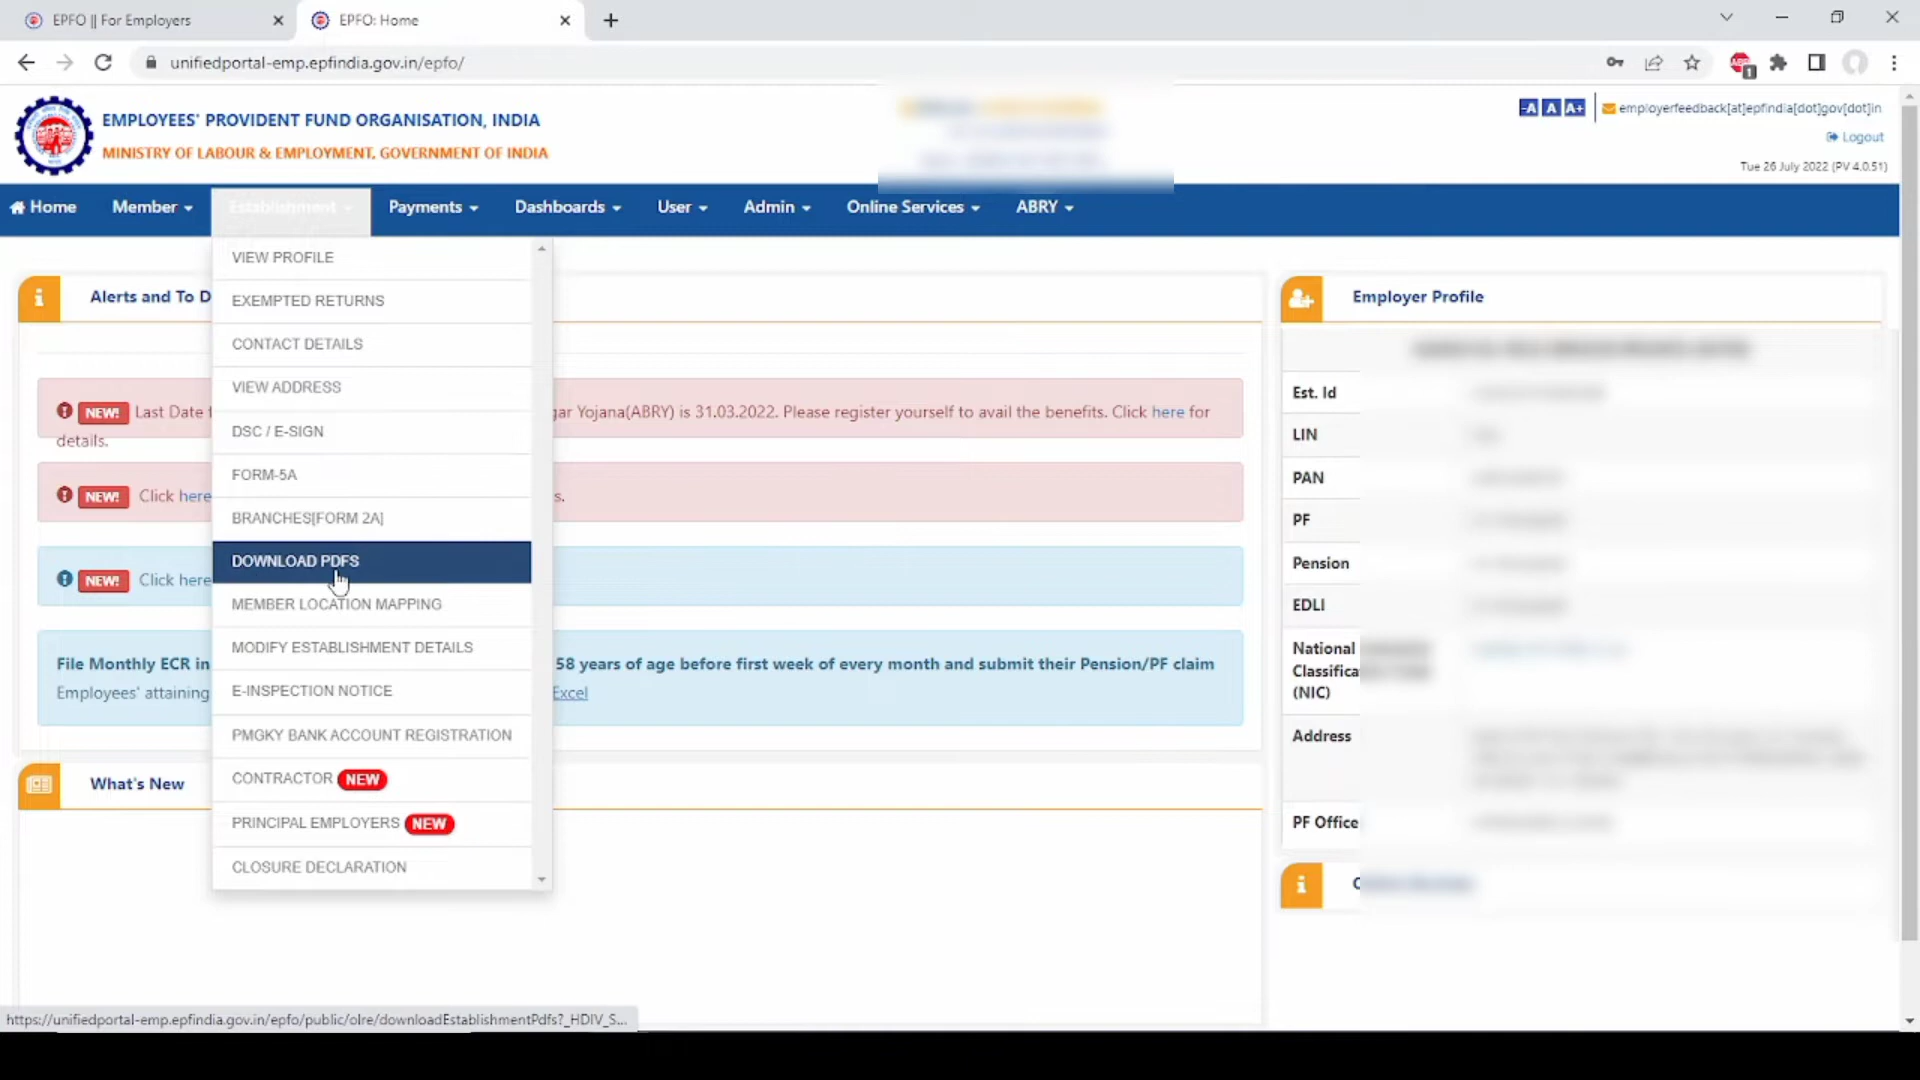 EPFO || For Employers
EPFO: Home
unifiedportal-emp.epfindia.gov.in/epfo/
EMPLOYEES' PROVIDENT FUND ORGANISATION, INDIA
MINISTRY OF LABOUR & EMPLOYMENT, GOVERNMENT OF INDIA
-A A A+ employerfeedback[at]epfindia[dot]gov[dot]in
Logout
Tue 26 July 2022 (PV 4.0.51)
Home Member Establishment Payments Dashboards User Admin Online Services ABRY
VIEW PROFILE
EXEMPTED RETURNS
CONTACT DETAILS
VIEW ADDRESS
DSC / E-SIGN
FORM-5A
BRANCHES[FORM 2A]
DOWNLOAD PDFS
MEMBER LOCATION MAPPING
MODIFY ESTABLISHMENT DETAILS
E-INSPECTION NOTICE
PMGKY BANK ACCOUNT REGISTRATION
CONTRACTOR NEW
PRINCIPAL EMPLOYERS NEW
CLOSURE DECLARATION
Alerts and To D
NEW! Last Date gar Yojana(ABRY) is 31.03.2022. Please register yourself to avail the benefits. Click here for
details.
NEW! Click here s.
NEW! Click here
File Monthly ECR in 58 years of age before first week of every month and submit their Pension/PF claim
Employees' attaining Excel
What's New
Employer Profile
Est. Id
LIN
PAN
PF
Pension
EDLI
National
Classifica
(NIC)
Address
PF Office
https://unifiedportal-emp.epfindia.gov.in/epfo/public/olre/downloadEstablishmentPdfs?_HDIV_S...